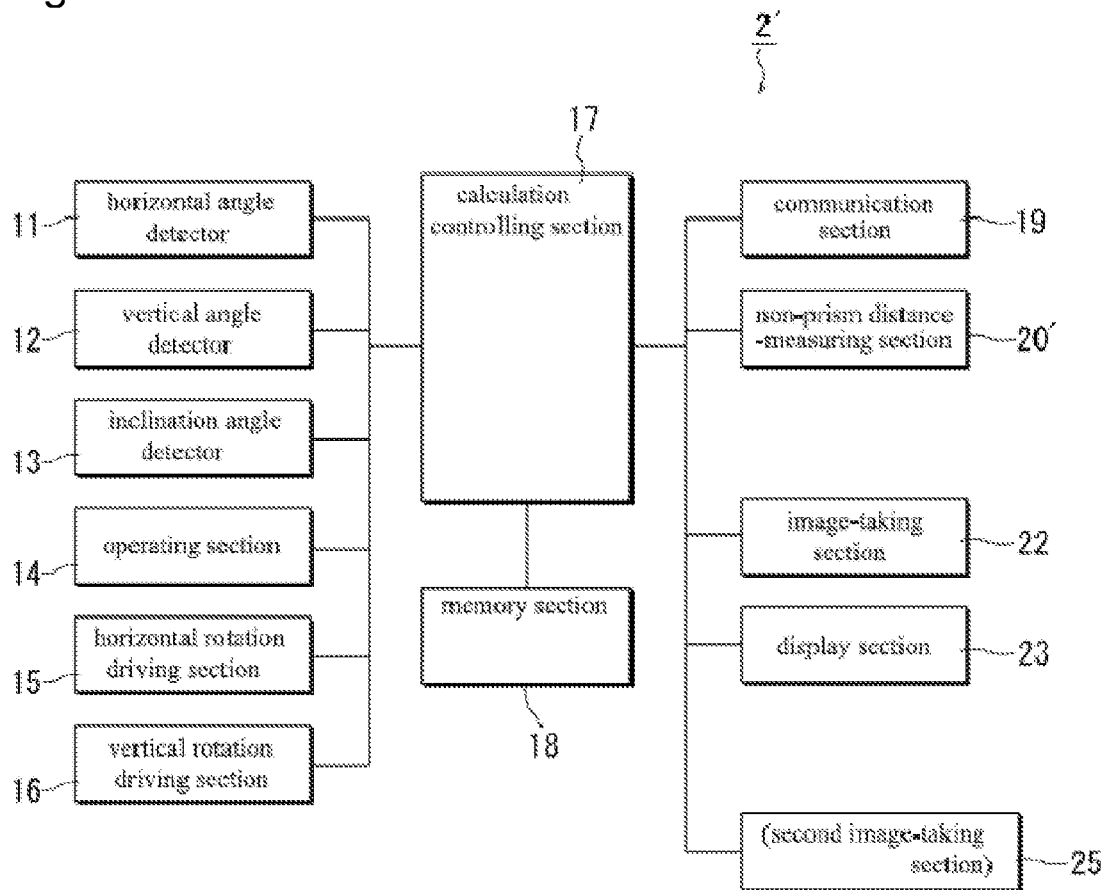 2′
17
11
horizontal angle
detector
12
vertical angle
detector
13
inclination angle
detector
14
operating section
15
horizontal rotation
driving section
16
vertical rotation
driving section
calculation
controlling section
memory section
18
communication
section
19
non-prism distance
-measuring section
20′
image-taking
section
22
display section
23
(second image-taking
section)
25